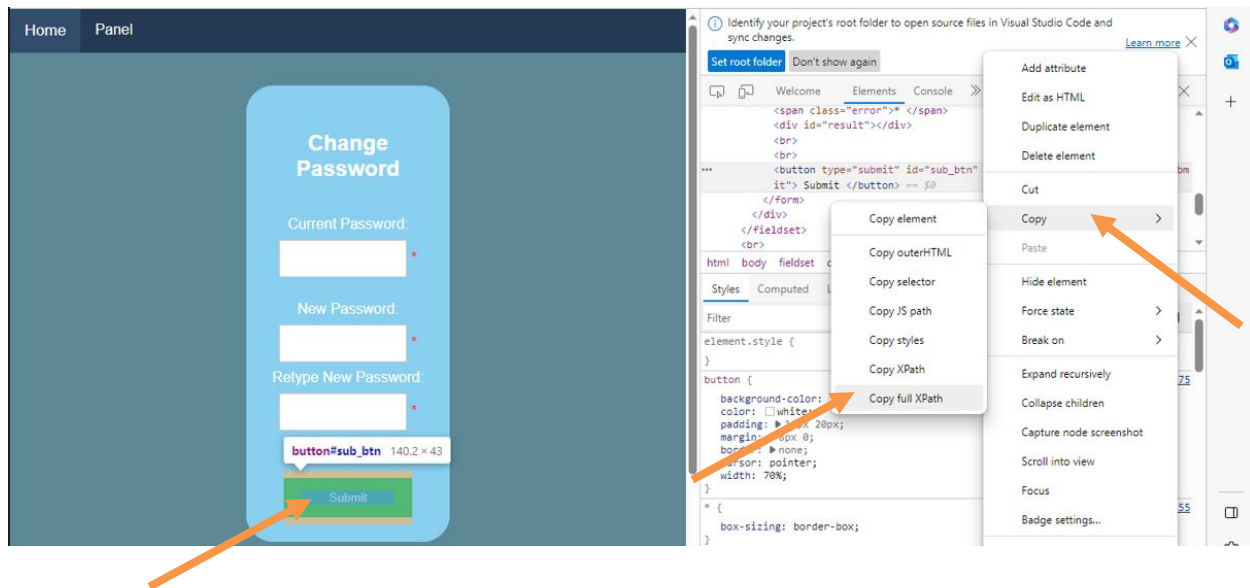 Home Panel
Change
Password
Current Password:
*
New Password:
*
Retype New Password:
*
button#sub_btn 140.2 × 43
Submit
Identify your project's root folder to open source files in Visual Studio Code and
sync changes.
Learn more
Set root folder Don't show again
Welcome Elements Console
<span class="error">* </span>
<div id="result"></div>
<br>
<br>
<button type="submit" id="sub_btn" bm
it"> Submit </button> == $0
</form>
</div>
</fieldset>
<br>
html body fieldset
Styles Computed
Filter
element.style {
}
button { 75
background-color:
color: white;
padding: 20px;
margin: 8px 0;
border: none;
cursor: pointer;
width: 70%;
}
* { 55
box-sizing: border-box;
}
Copy element
Copy outerHTML
Copy selector
Copy JS path
Copy styles
Copy XPath
Copy full XPath
Add attribute
Edit as HTML
Duplicate element
Delete element
Cut
Copy
Paste
Hide element
Force state
Break on
Expand recursively
Collapse children
Capture node screenshot
Scroll into view
Focus
Badge settings...